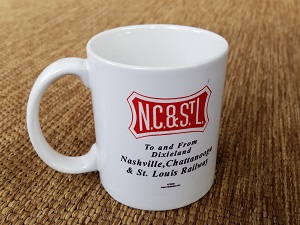 N.C.&ST.L.
To and From
Dixieland
Nashville, Chattanooga
& St. Louis Railway